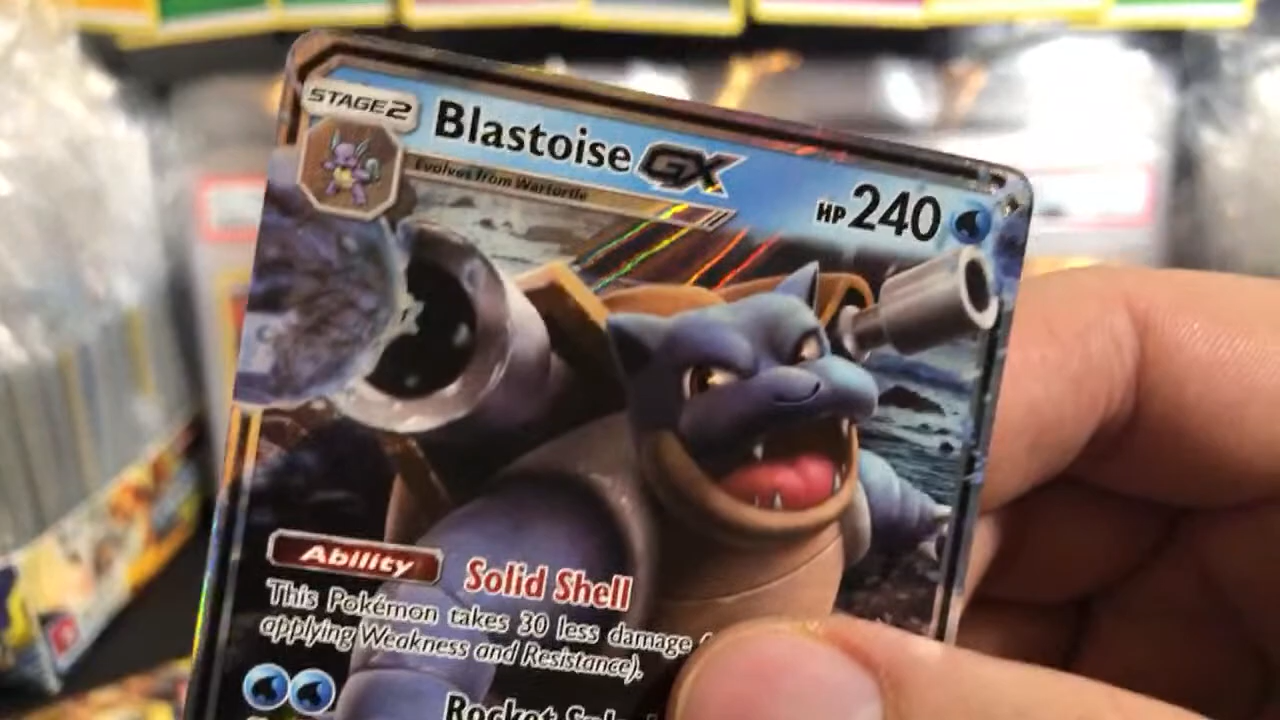 STAGE2
Blastoise GX
HP 240
Evolves from Wartortle
Ability Solid Shell
This Pokémon takes 30 less damage
applying Weakness and Resistance).
Rocket